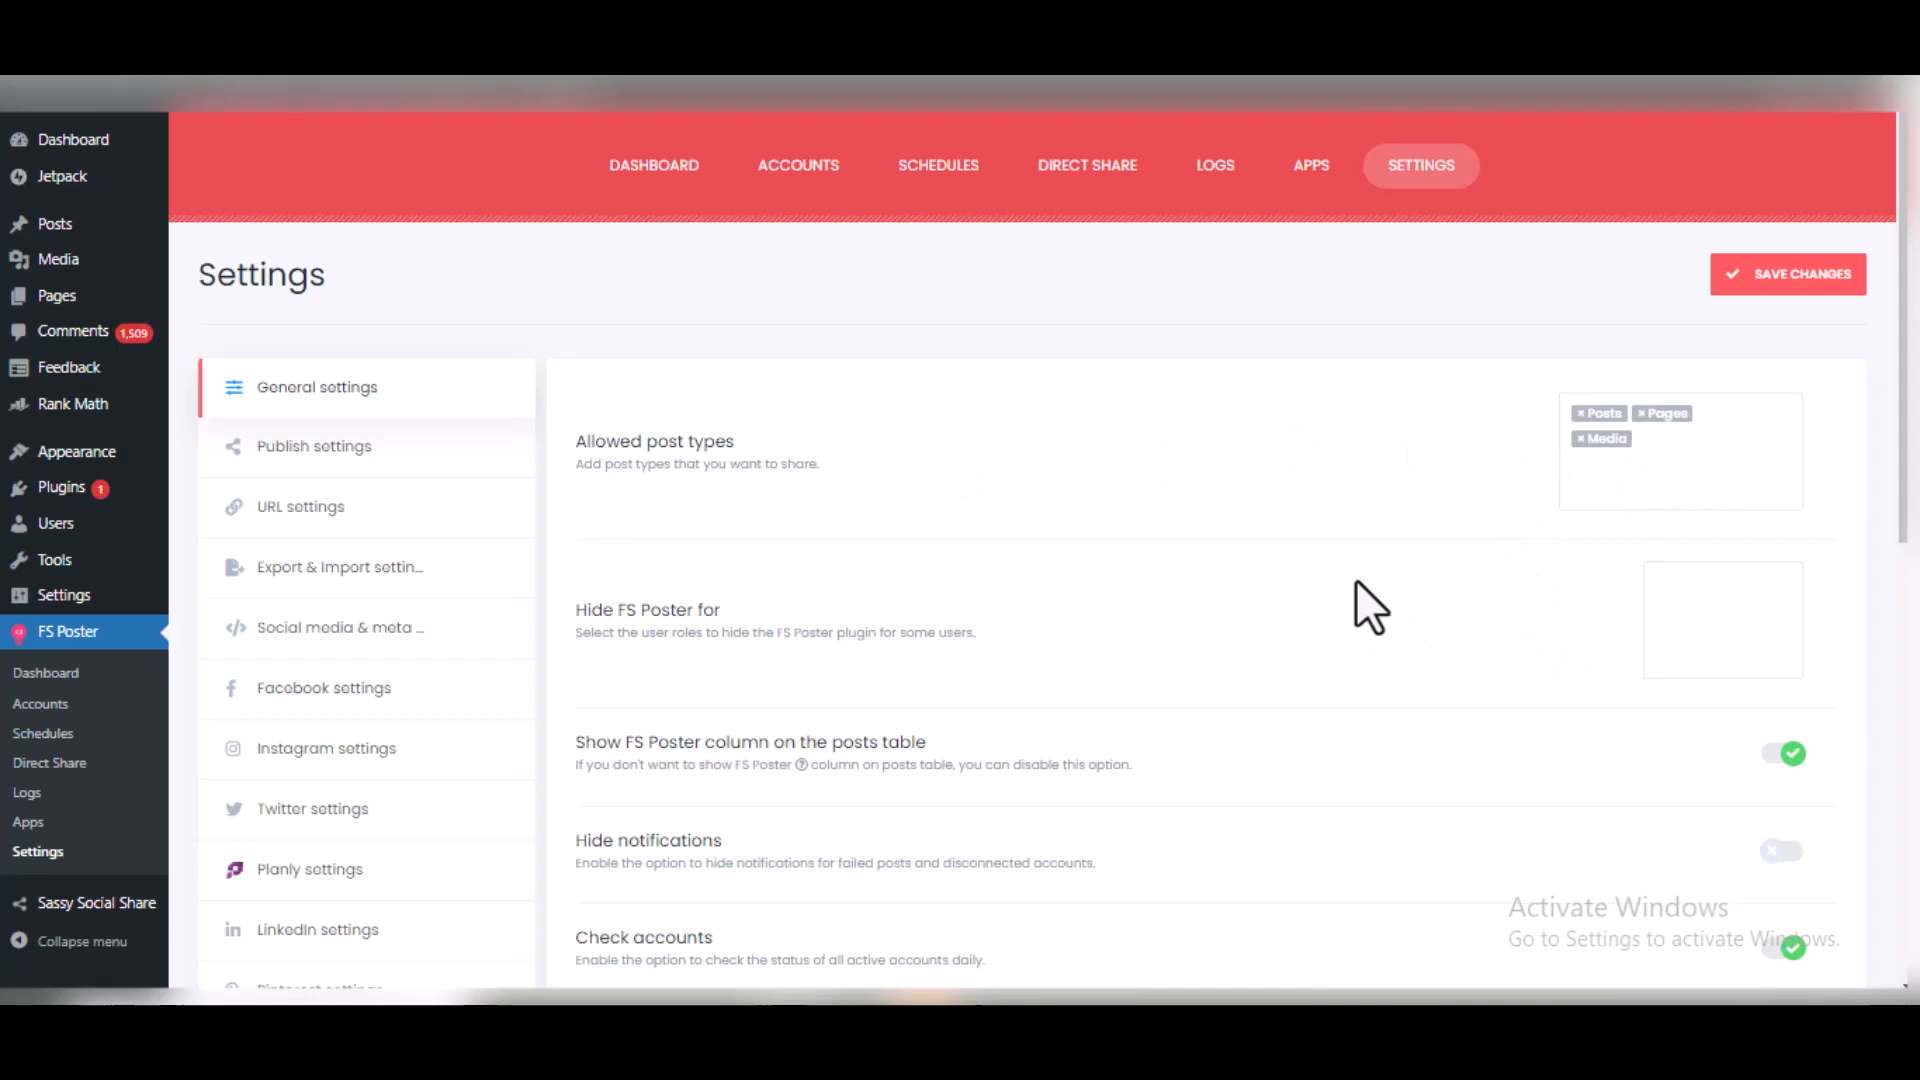 Dashboard
Jetpack
Posts
Media
Pages
Comments 1,509
Feedback
Rank Math
Appearance
Plugins 1
Users
Tools
Settings
FS Poster
Dashboard
Accounts
Schedules
Direct Share
Logs
Apps
Settings
Sassy Social Share
Collapse menu
DASHBOARD ACCOUNTS SCHEDULES DIRECT SHARE LOGS APPS SETTINGS
Settings
SAVE CHANGES
General settings
Publish settings
URL settings
Export & Import settin...
Social media & meta ...
Facebook settings
Instagram settings
Twitter settings
Planly settings
LinkedIn settings
Pinterest settings
Allowed post types
Add post types that you want to share.
× Posts × Pages
× Media
Hide FS Poster for
Select the user roles to hide the FS Poster plugin for some users.
Show FS Poster column on the posts table
If you don't want to show FS Poster ? column on posts table, you can disable this option.
Hide notifications
Enable the option to hide notifications for failed posts and disconnected accounts.
Check accounts
Enable the option to check the status of all active accounts daily.
Activate Windows
Go to Settings to activate Windows.